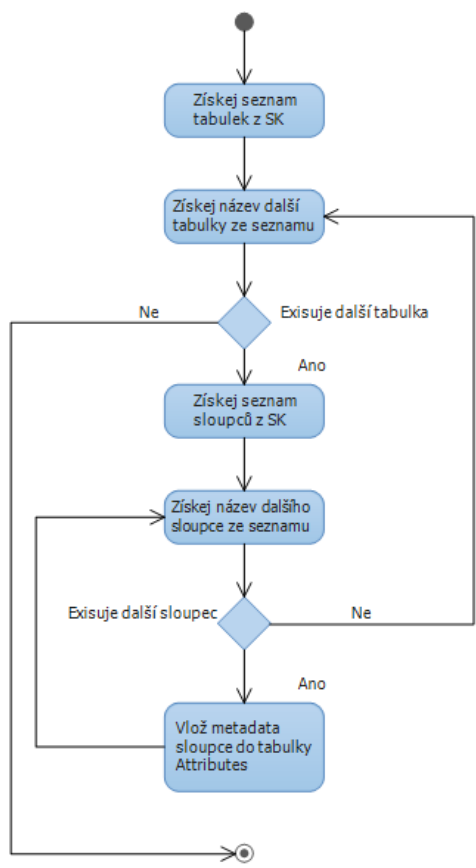 Získej seznam
tabulek z SK
Získej název další
tabulky ze seznamu
Ne
Exisuje další tabulka
Ano
Získej seznam
sloupců z SK
Získej název dalšího
sloupce ze seznamu
Exisuje další sloupec
Ne
Ano
Vlož metadata
sloupce do tabulky
Attributes